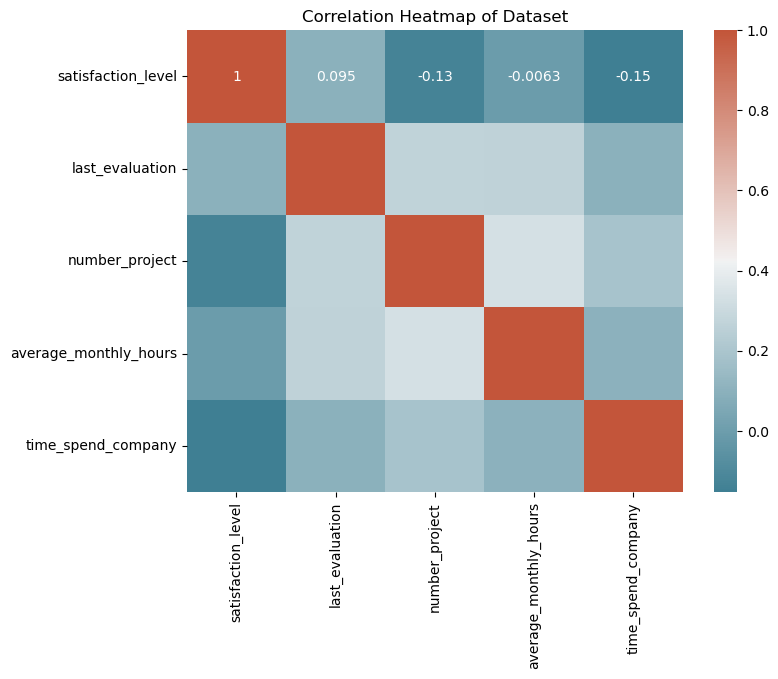 Correlation Heatmap of Dataset
satisfaction_level
1 0.095 -0.13 -0.0063 -0.15
last_evaluation
number_project
average_monthly_hours
time_spend_company
satisfaction_level
last_evaluation
number_project
average_monthly_hours
time_spend_company
1.0
0.8
0.6
0.4
0.2
0.0